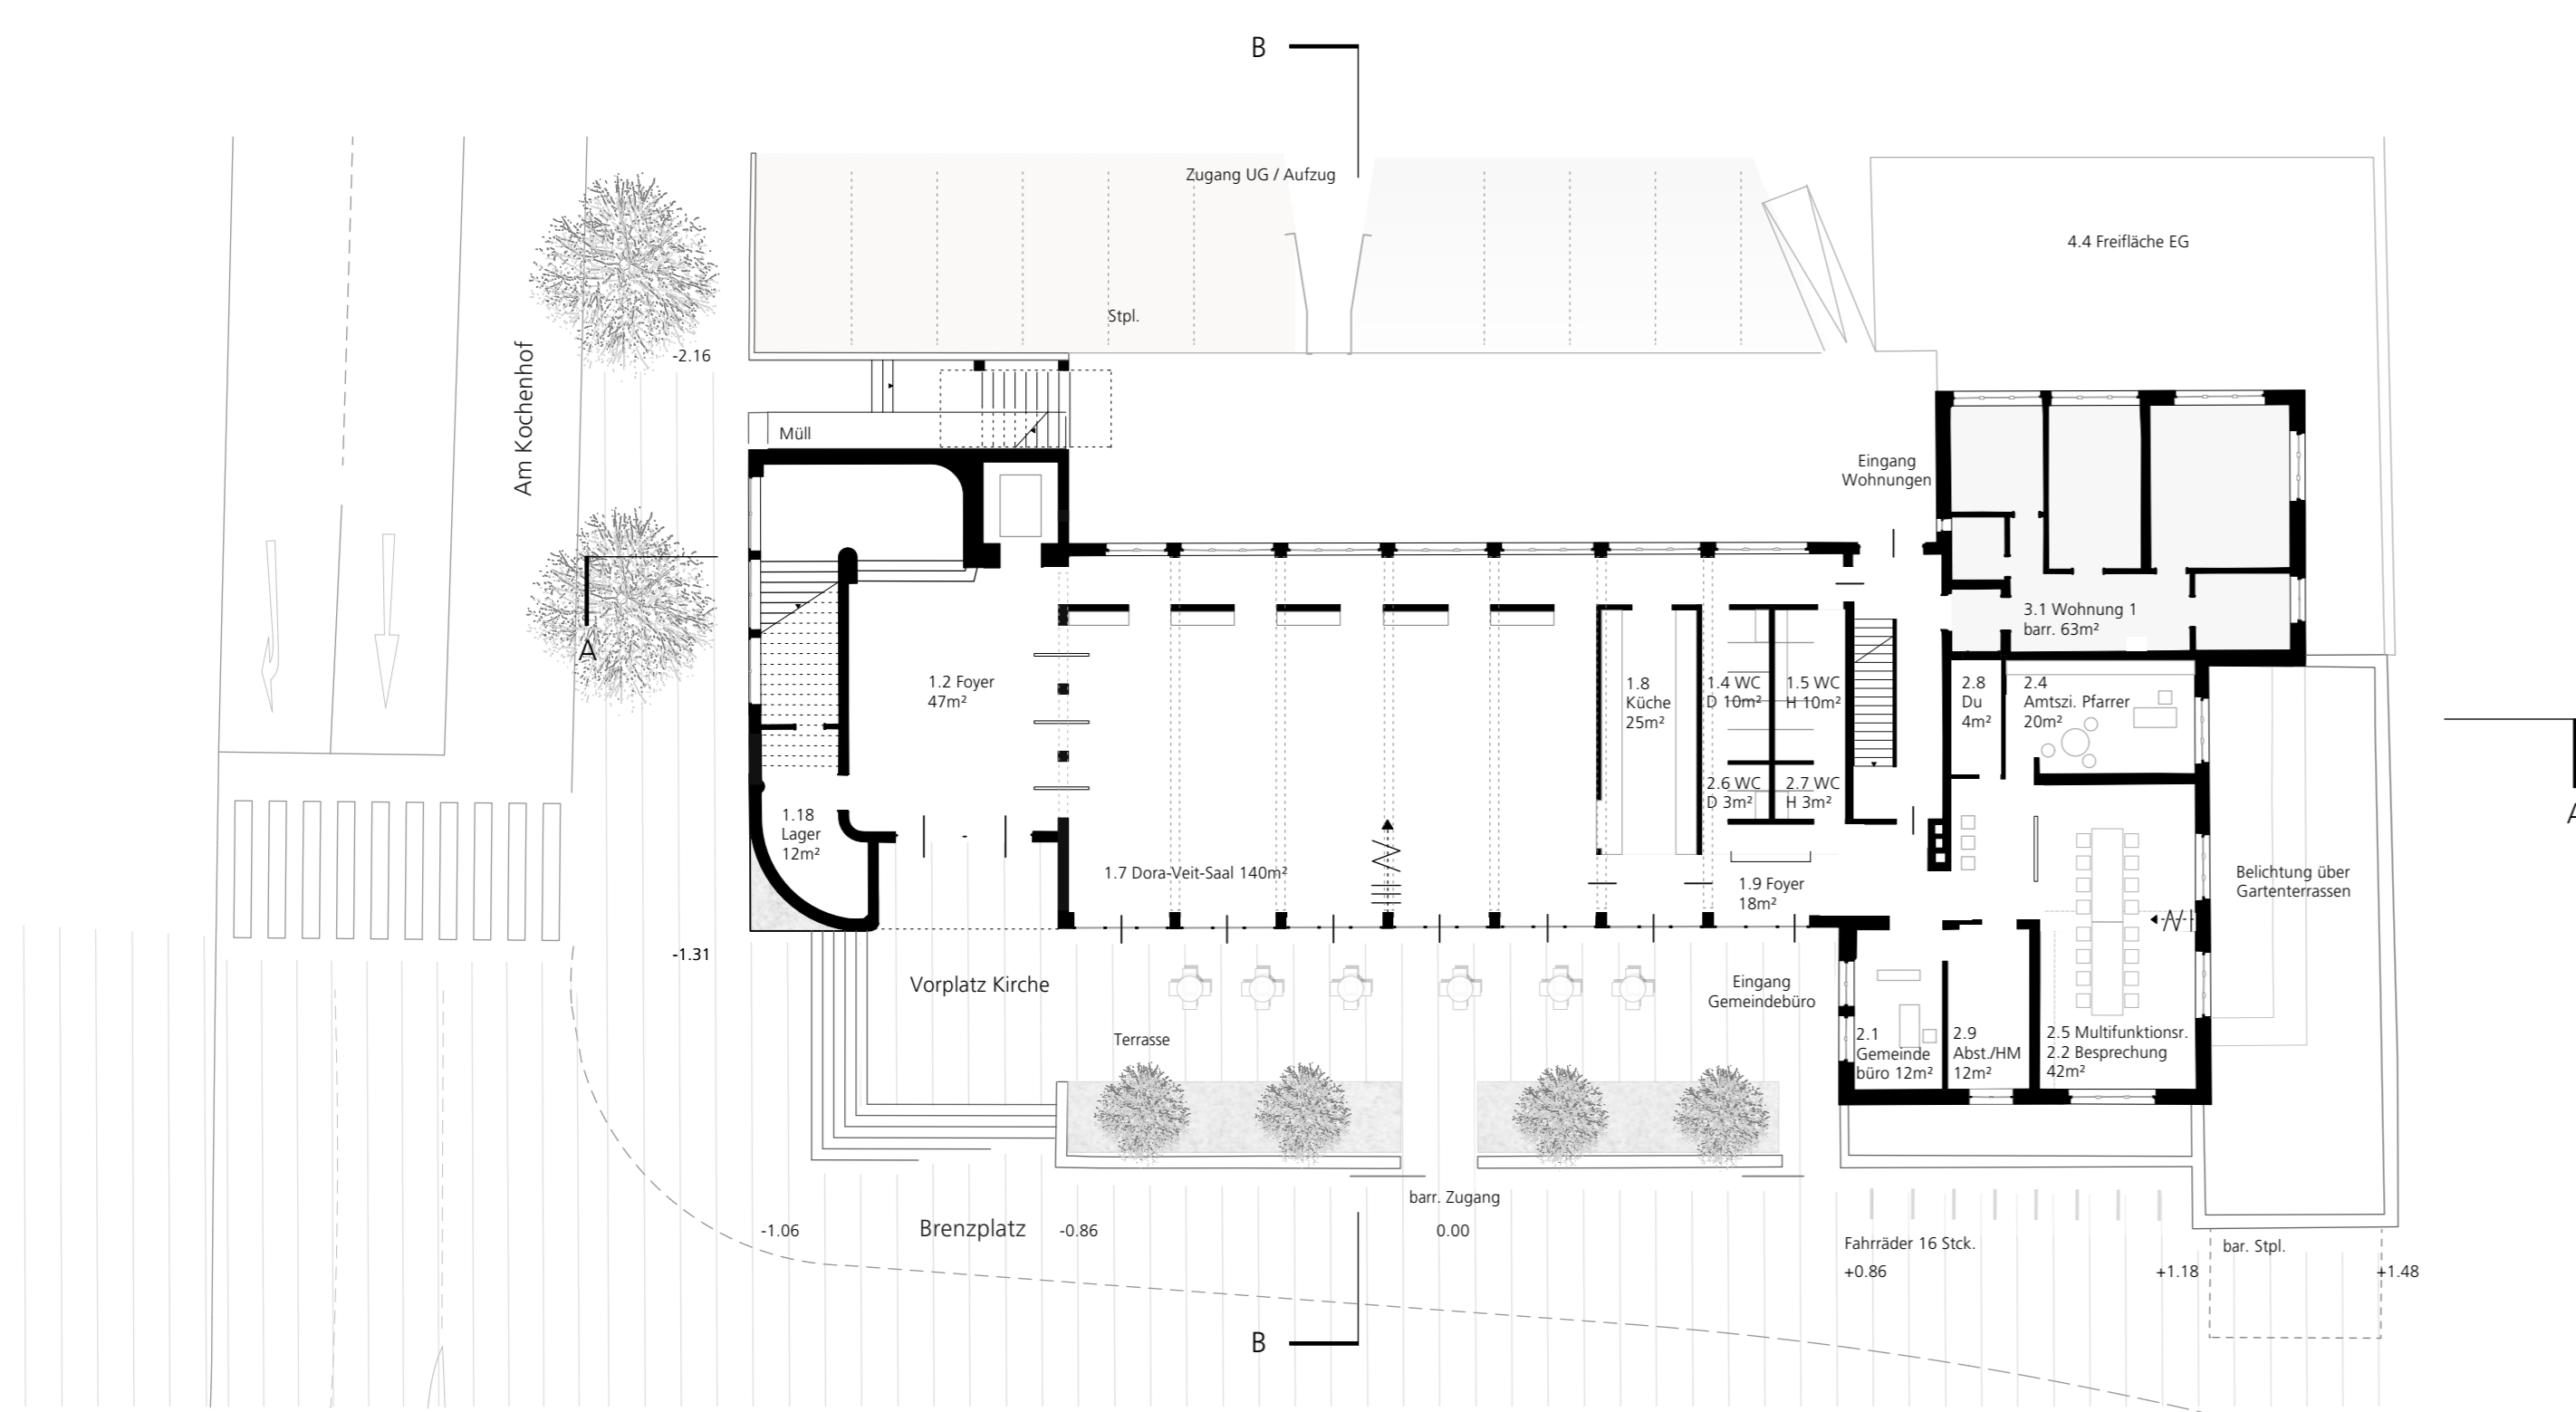 B
Zugang UG / Aufzug
4.4 Freifläche EG
Stpl.
Am Kochenhof
-2.16
Müll
Eingang
Wohnungen
3.1 Wohnung 1
barr. 63m²
A
1.2 Foyer
47m²
1.8
Küche
25m²
1.4 WC
D 10m²
1.5 WC
H 10m²
2.8
Du
4m²
2.4
Amtszi. Pfarrer
20m²
2.6 WC
D 3m²
2.7 WC
H 3m²
A
1.18
Lager
12m²
1.7 Dora-Veit-Saal 140m²
1.9 Foyer
18m²
Belichtung über
Gartenterrassen
-1.31
Vorplatz Kirche
Eingang
Gemeindebüro
Terrasse
2.1
Gemeinde
büro 12m²
2.9
Abst./HM
12m²
2.5 Multifunktionsr.
2.2 Besprechung
42m²
barr. Zugang
-1.06
Brenzplatz
-0.86
0.00
Fahrräder 16 Stck.
bar. Stpl.
+0.86
+1.18
+1.48
B